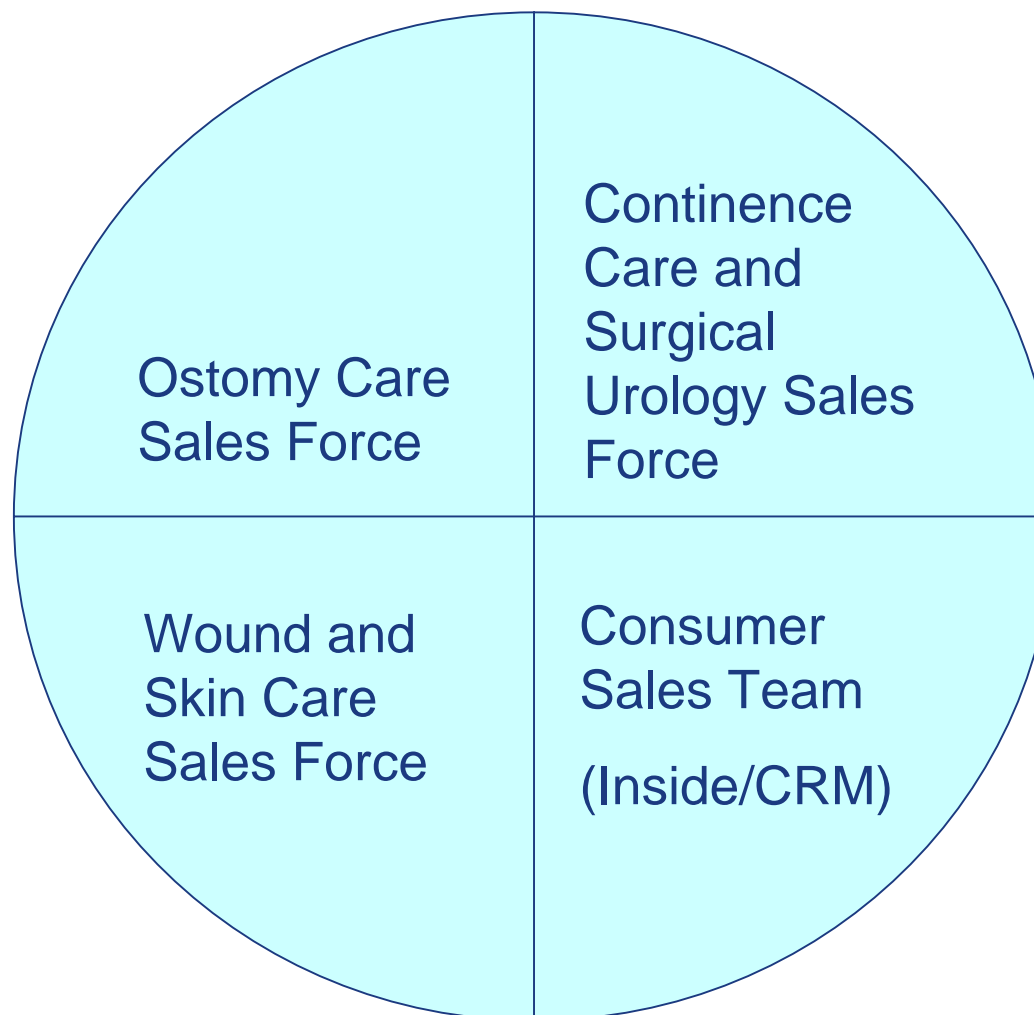 Ostomy Care
Sales Force
Continence
Care and
Surgical
Urology Sales
Force
Wound and
Skin Care
Sales Force
Consumer
Sales Team
(Inside/CRM)